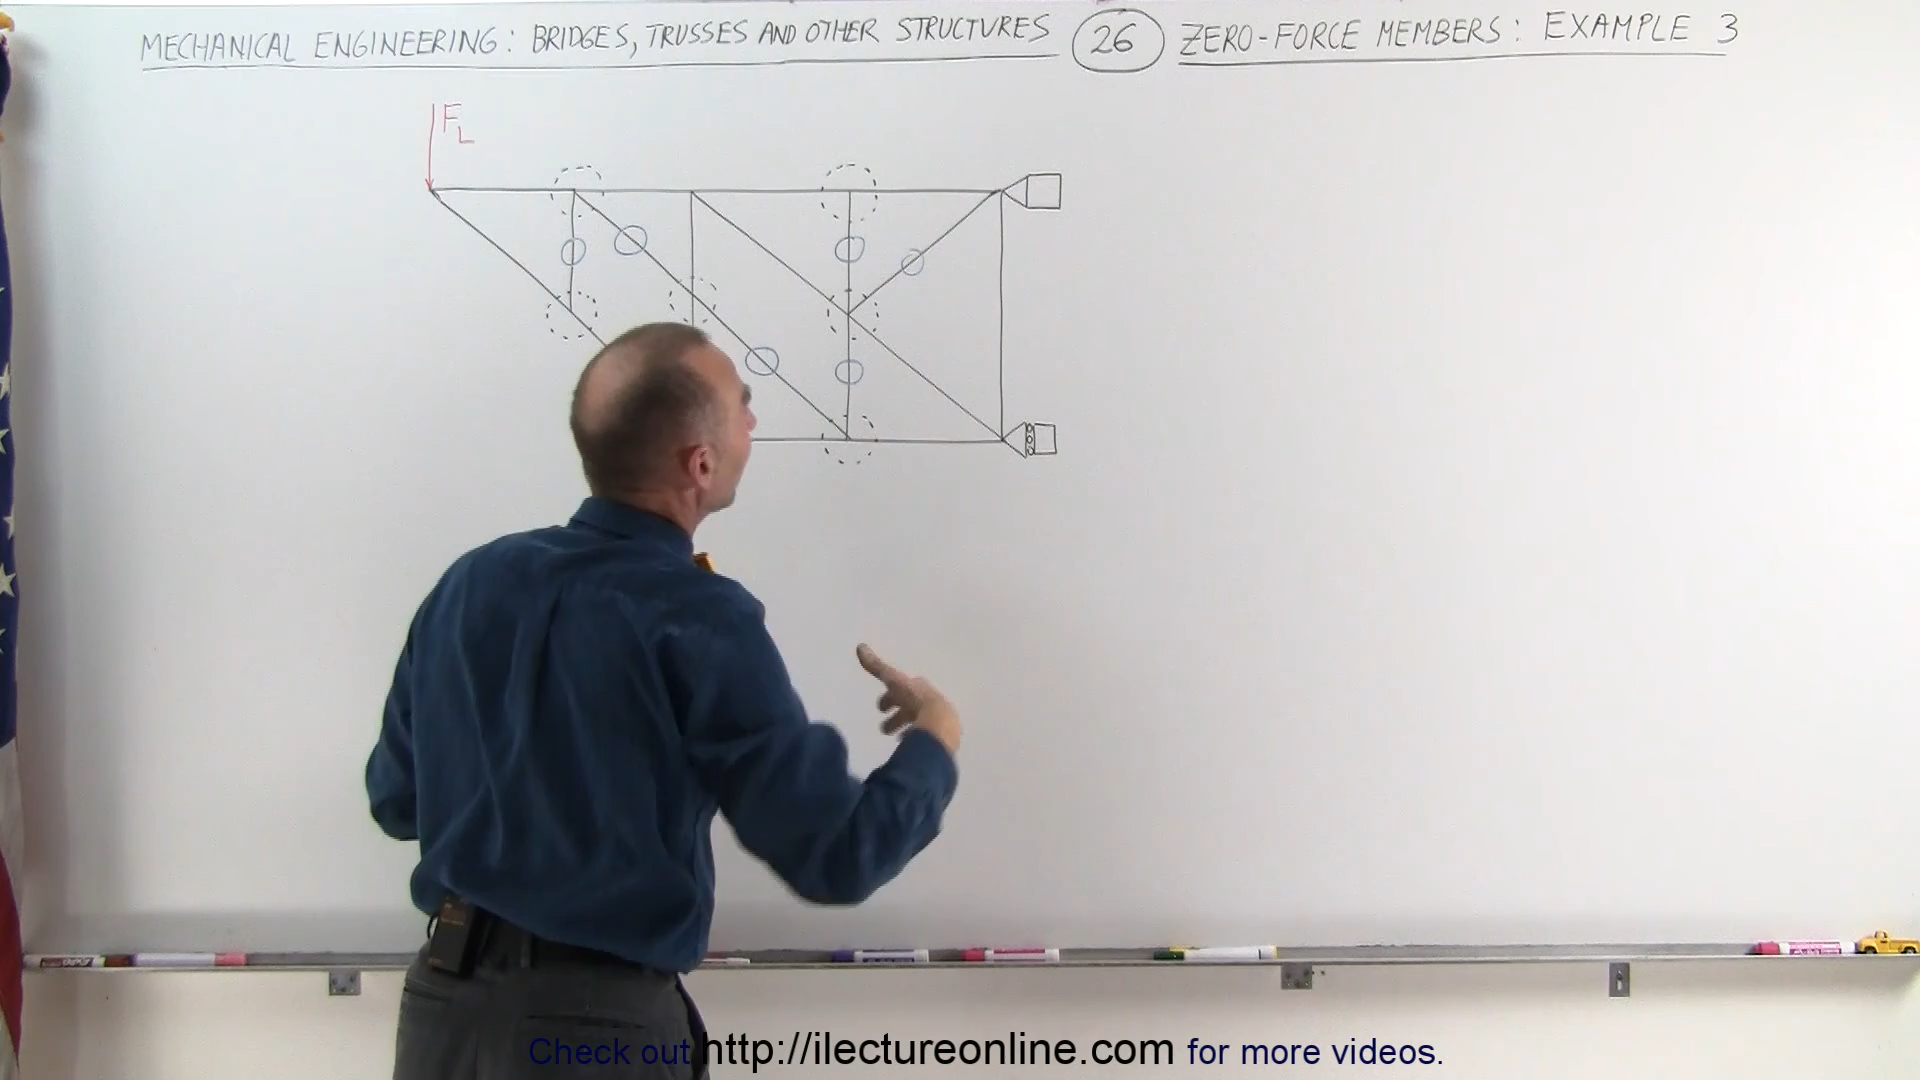 MECHANICAL ENGINEERING: BRIDGES, TRUSSES AND OTHER STRUCTURES 26 ZERO-FORCE MEMBERS: EXAMPLE 3
FL
Check out http://ilectureonline.com for more videos.